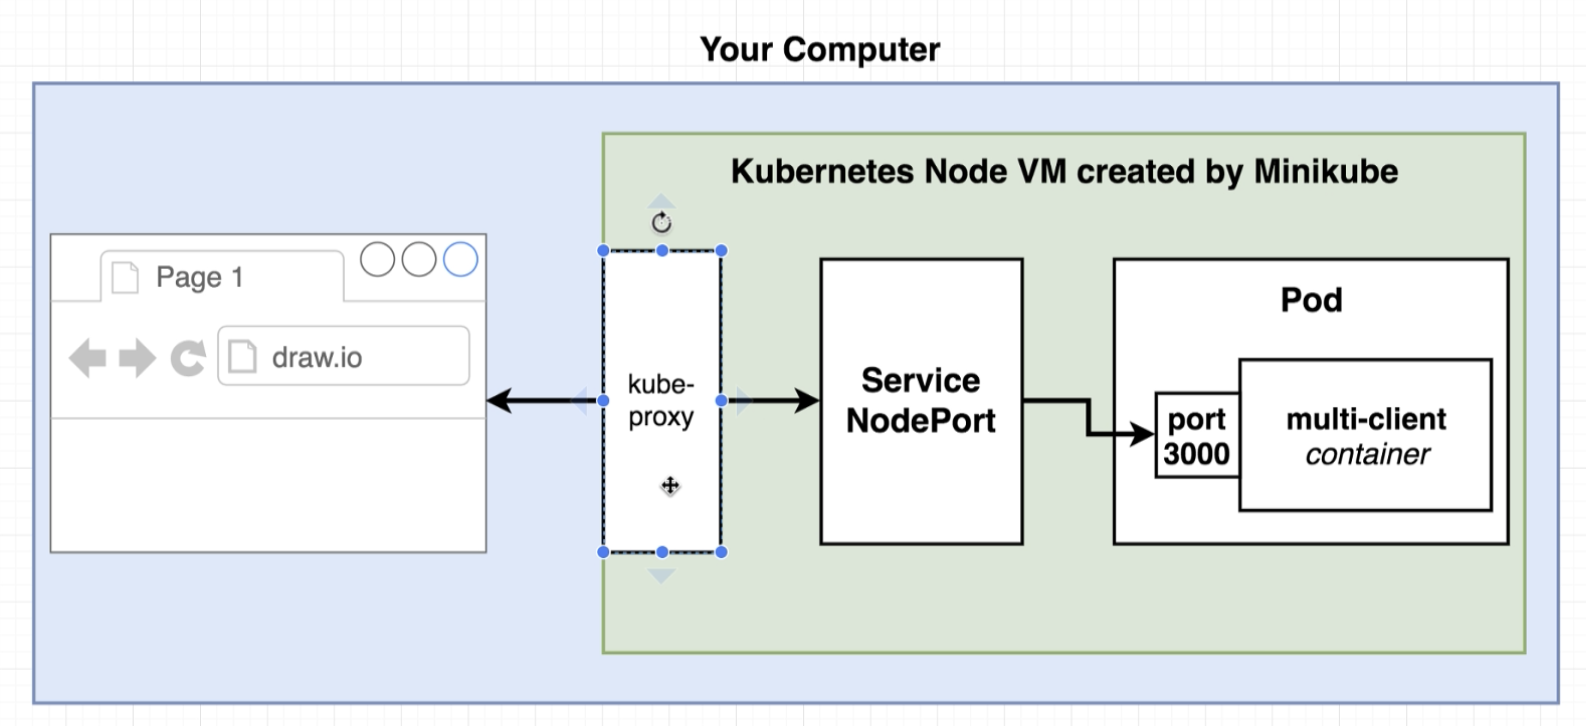 Your Computer
Kubernetes Node VM created by Minikube
Page 1
draw.io
kube-
proxy
Service
NodePort
Pod
port
3000
multi-client
container